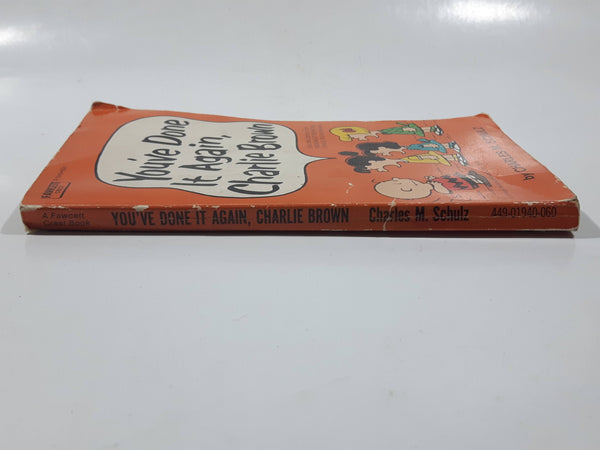 You've Done
It Again,
Charlie Brown
by
A Fawcett
Crest Book
YOU'VE DONE IT AGAIN, CHARLIE BROWN Charles M. Schulz 449-01940-060